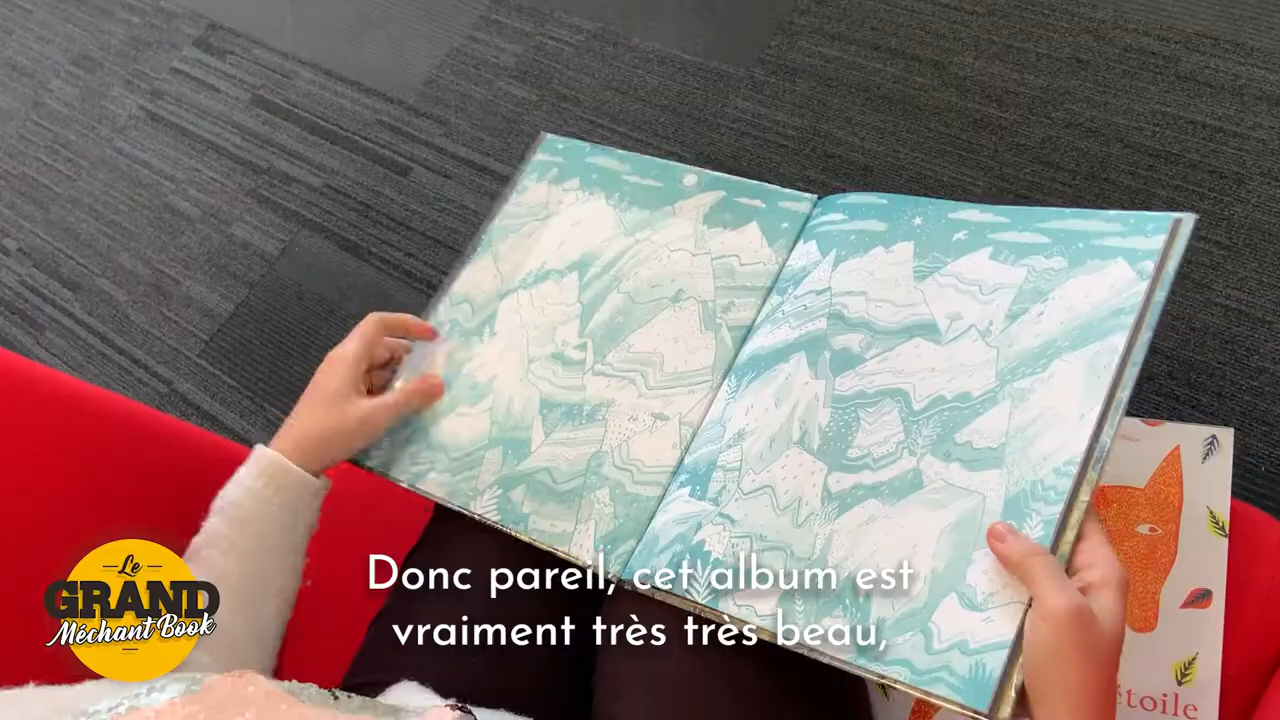 Le
GRAND
Méchant Book
Donc pareil, cet album est
vraiment très très beau,
étoile